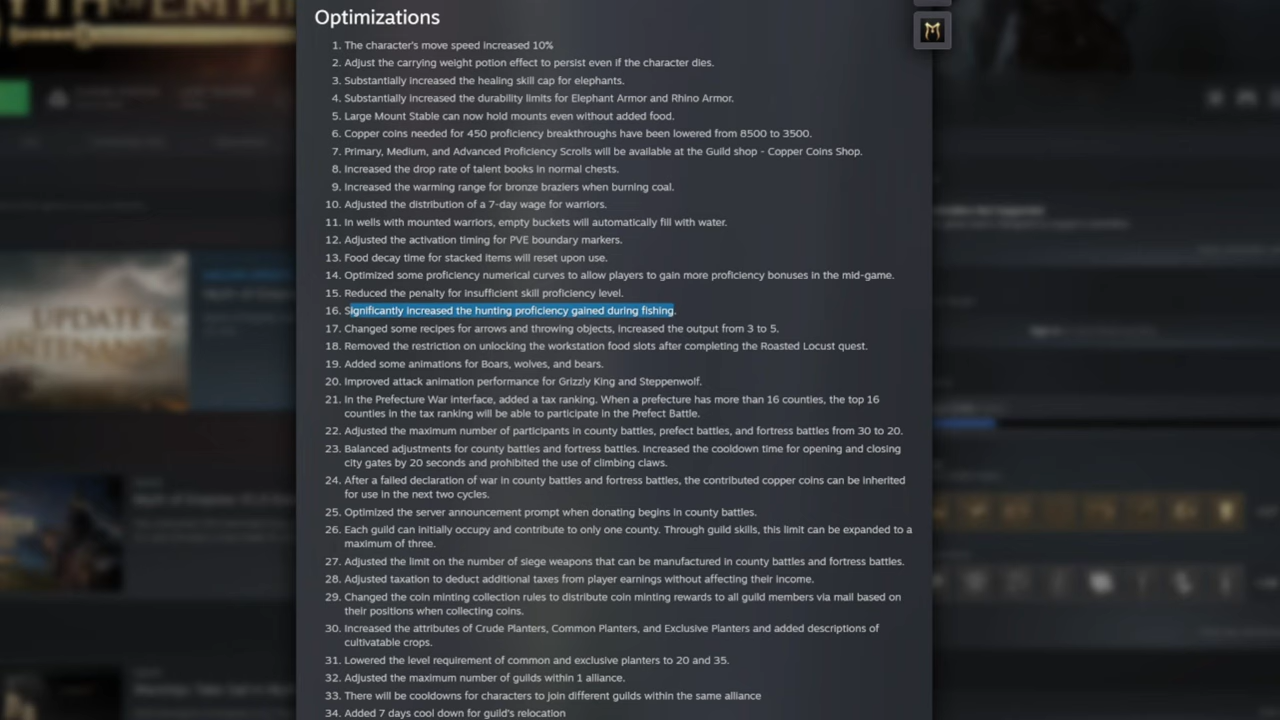 Optimizations
1. The character's move speed increased 10%
2. Adjust the carrying weight potion effect to persist even if the character dies.
3. Substantially increased the healing skill cap for elephants.
4. Substantially increased the durability limits for Elephant Armor and Rhino Armor.
5. Large Mount Stable can now hold mounts even without added food.
6. Copper coins needed for 450 proficiency breakthroughs have been lowered from 8500 to 3500.
7. Primary, Medium, and Advanced Proficiency Scrolls will be available at the Guild shop - Copper Coins Shop.
8. Increased the drop rate of talent books in normal chests.
9. Increased the warming range for bronze braziers when burning coal.
10. Adjusted the distribution of a 7-day wage for warriors.
11. In wells with mounted warriors, empty buckets will automatically fill with water.
12. Adjusted the activation timing for PVE boundary markers.
13. Food decay time for stacked items will reset upon use.
14. Optimized some proficiency numerical curves to allow players to gain more proficiency bonuses in the mid-game.
15. Reduced the penalty for insufficient skill proficiency level.
16. Significantly increased the hunting proficiency gained during fishing.
17. Changed some recipes for arrows and throwing objects, increased the output from 3 to 5.
18. Removed the restriction on unlocking the workstation food slots after completing the Roasted Locust quest.
19. Added some animations for Boars, wolves, and bears.
20. Improved attack animation performance for Grizzly King and Steppenwolf.
21. In the Prefecture War Interface, added a tax ranking. When a prefecture has more than 16 counties, the top 16
counties in the tax ranking will be able to participate in the Prefect Battle.
22. Adjusted the maximum number of participants in county battles, prefect battles, and fortress battles from 30 to 20.
23. Balanced adjustments for county battles and fortress battles. Increased the cooldown time for opening and closing
city gates by 20 seconds and prohibited the use of climbing claws.
24. After a failed declaration of war in county battles and fortress battles, the contributed copper coins can be inherited
for use in the next two cycles.
25. Optimized the server announcement prompt when donating begins in county battles.
26. Each guild can initially occupy and contribute to only one county. Through guild skills, this limit can be expanded to a
maximum of three.
27. Adjusted the limit on the number of siege weapons that can be manufactured in county battles and fortress battles.
28. Adjusted taxation to deduct additional taxes from player earnings without affecting their income.
29. Changed the coin minting collection rules to distribute coin minting rewards to all guild members via mail based on
their positions when collecting coins.
30. Increased the attributes of Crude Planters, Common Planters, and Exclusive Planters and added descriptions of
cultivatable crops.
31. Lowered the level requirement of common and exclusive planters to 20 and 35.
32. Adjusted the maximum number of guilds within 1 alliance.
33. There will be cooldowns for characters to join different guilds within the same alliance
34. Added 7 days cool down for guild's relocation